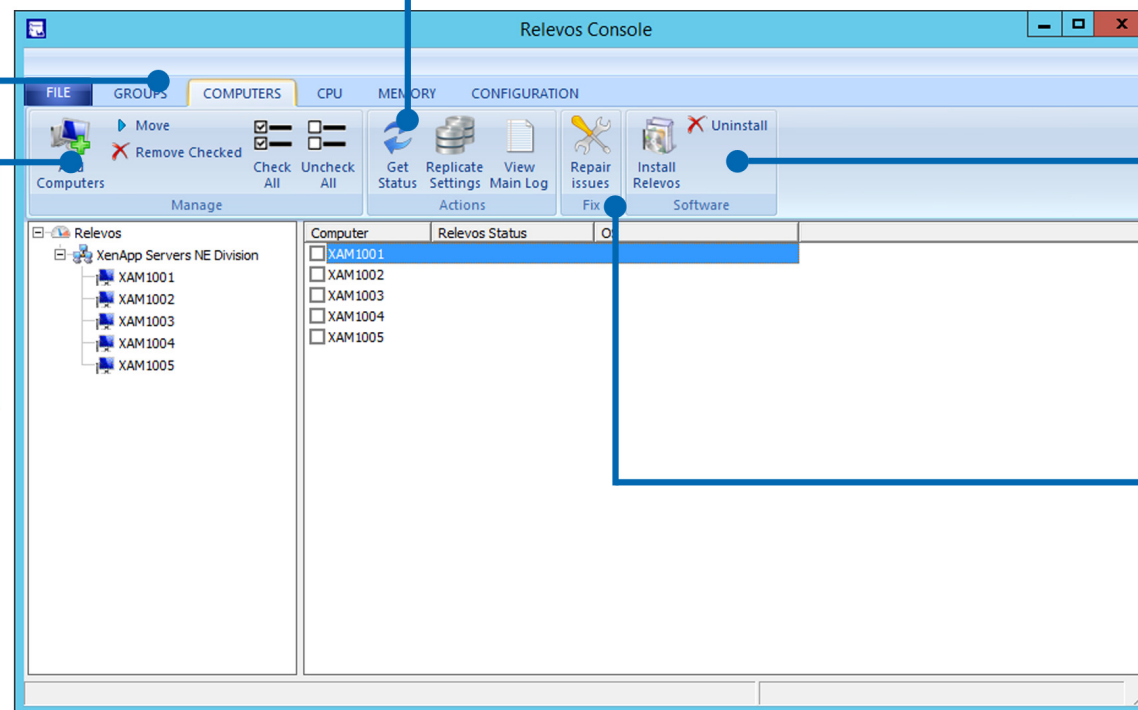 Relevos Console
FILE GROUPS COMPUTERS CPU MEMORY CONFIGURATION
Move
Remove Checked
Computers
Check All
Uncheck All
Manage
Get Status
Replicate Settings
View Main Log
Actions
Repair issues
Fix
Install Relevos
Uninstall
Software
Relevos
XenApp Servers NE Division
XAM1001
XAM1002
XAM1003
XAM1004
XAM1005
Computer Relevos Status
XAM1001
XAM1002
XAM1003
XAM1004
XAM1005